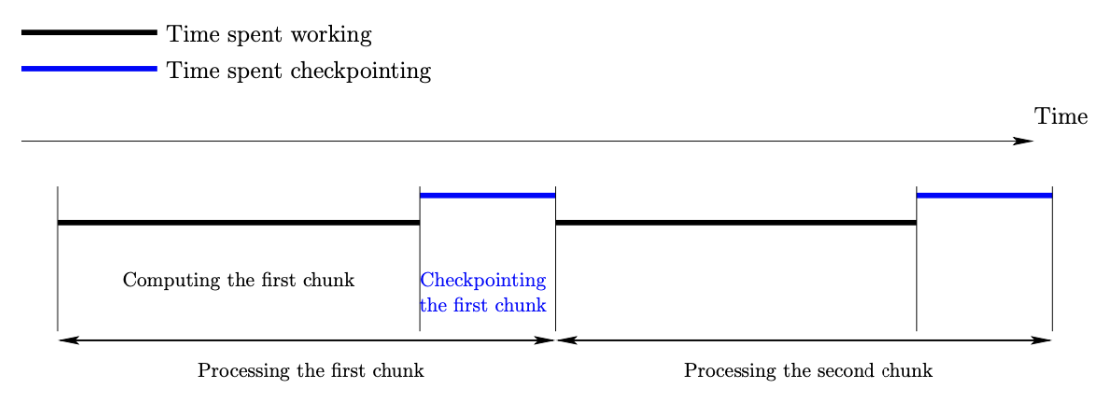 Time spent working
Time spent checkpointing
Time
Computing the first chunk
Checkpointing
the first chunk
Processing the first chunk
Processing the second chunk